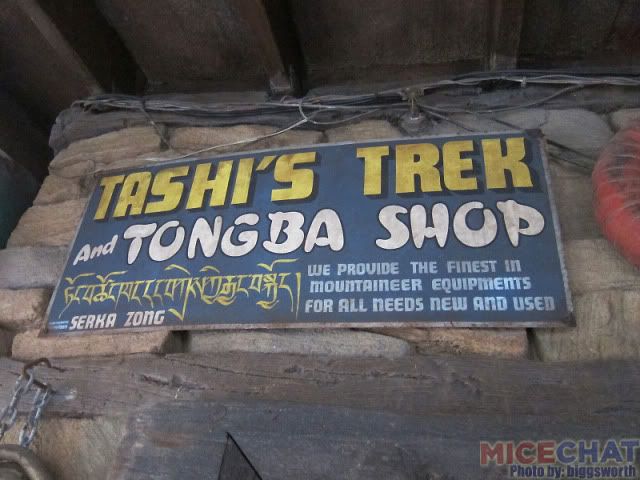 TASHI'S TREK
And TONGBA SHOP
WE PROVIDE THE FINEST IN
MOUNTAINEER EQUIPMENTS
FOR ALL NEEDS NEW AND USED
SERKA ZONG
MICECHAT
Photo by: biggsworth